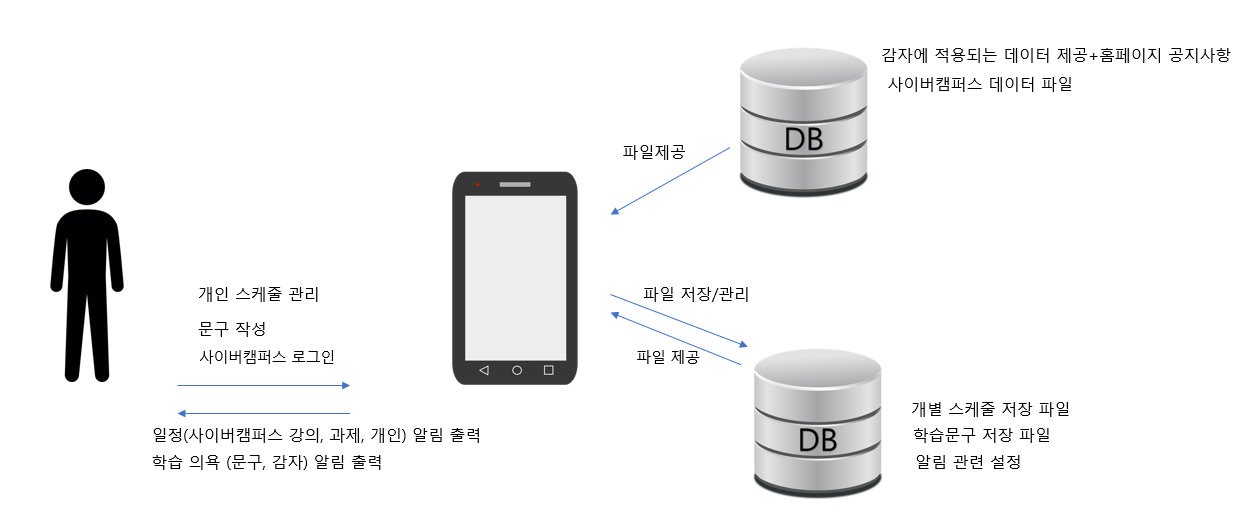 감자에 적용되는 데이터 제공+홈페이지 공지사항
사이버캠퍼스 데이터 파일
DB
파일제공
개인 스케줄 관리
문구 작성
사이버캠퍼스 로그인
파일 저장/관리
파일 제공
일정(사이버캠퍼스 강의, 과제, 개인) 알림 출력
학습 의욕 (문구, 감자) 알림 출력
DB
개별 스케줄 저장 파일
학습문구 저장 파일
알림 관련 설정